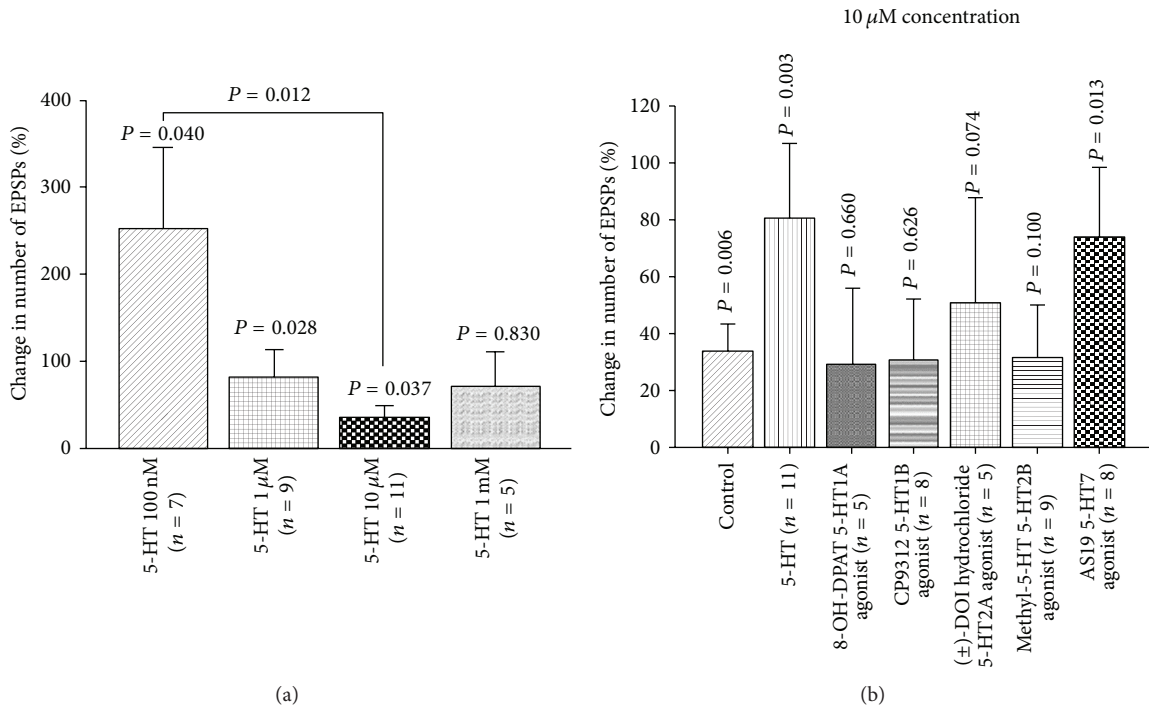 Change in number of EPSPs (%)
400
300
200
100
0
P = 0.012
P = 0.040
P = 0.028
P = 0.037
P = 0.830
5-HT 100 nM
(n = 7)
5-HT 1 μM
(n = 9)
5-HT 10 μM
(n = 11)
5-HT 1 mM
(n = 5)
(a)
10 μM concentration
Change in number of EPSPs (%)
120
100
80
60
40
20
0
P = 0.006
P = 0.003
P = 0.660
P = 0.626
P = 0.074
P = 0.100
P = 0.013
Control
5-HT (n = 11)
8-OH-DPAT 5-HT1A
agonist (n = 5)
CP9312 5-HT1B
agonist (n = 8)
(±)-DOI hydrochloride
5-HT2A agonist (n = 5)
Methyl-5-HT 5-HT2B
agonist (n = 9)
AS19 5-HT7
agonist (n = 8)
(b)